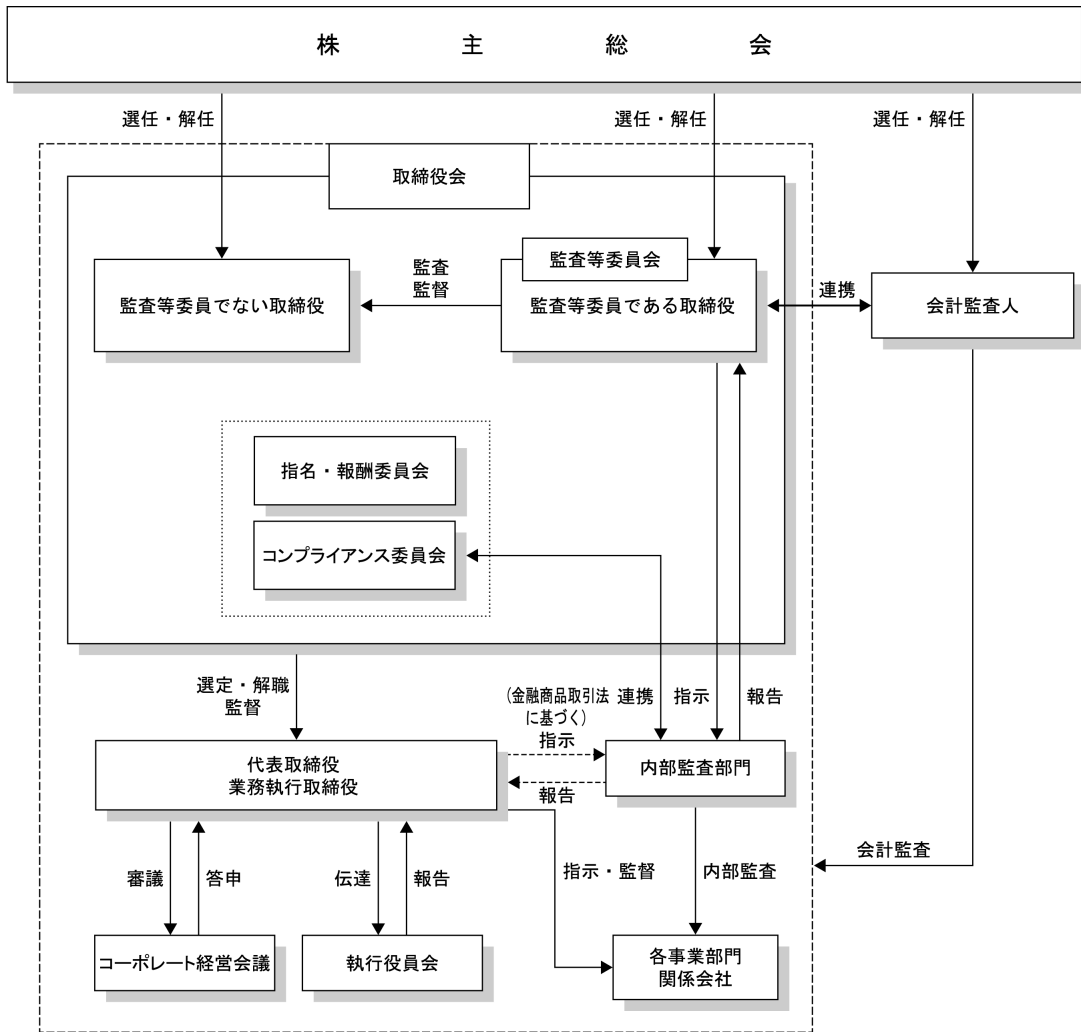 株主総会
選任・解任
選任・解任
選任・解任
取締役会
監査等委員会
監査等委員でない取締役
監査
監督
監査等委員である取締役
連携
会計監査人
指名・報酬委員会
コンプライアンス委員会
選定・解職
監督
(金融商品取引法
に基づく)
指示
連携
指示
報告
代表取締役
業務執行取締役
内部監査部門
報告
会計監査
審議
答申
伝達
報告
指示・監督
内部監査
コーポレート経営会議
執行役員会
各事業部門
関係会社